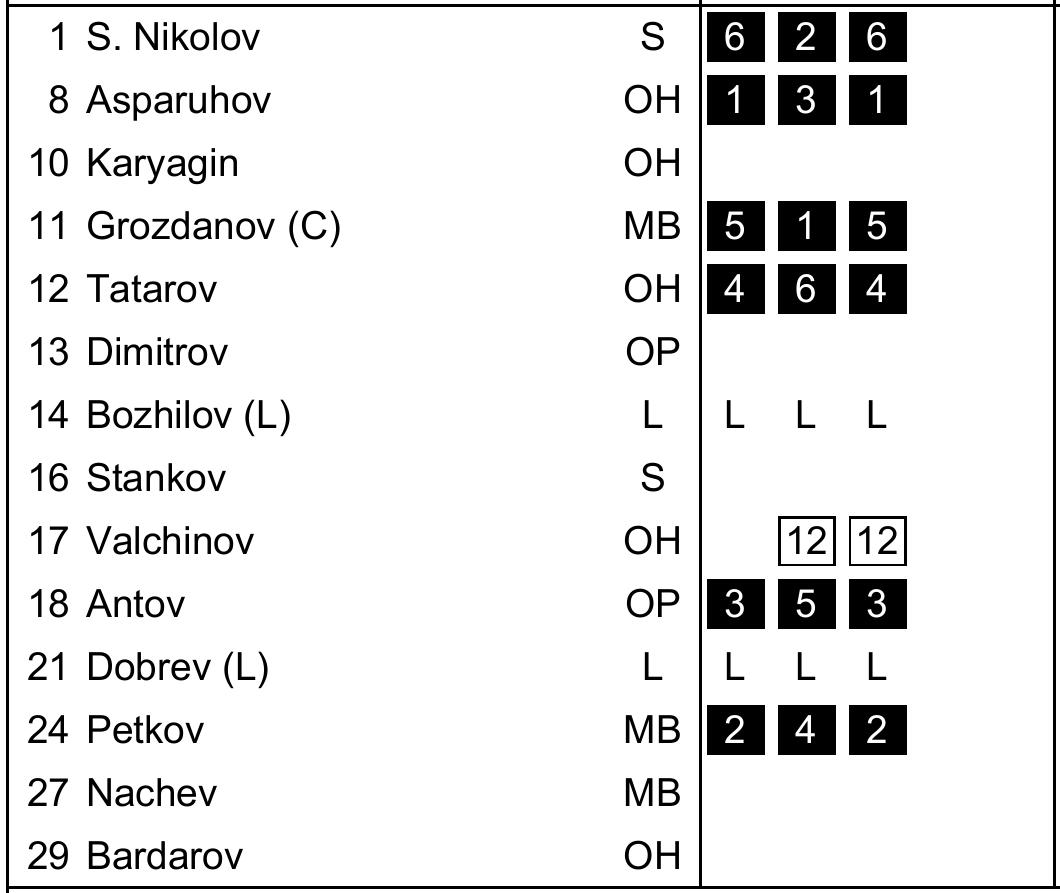 1 S. Nikolov S 6 2 6
8 Asparuhov OH 1 3 1
10 Karyagin OH
11 Grozdanov (C) MB 5 1 5
12 Tatarov OH 4 6 4
13 Dimitrov OP
14 Bozhilov (L) L L L L
16 Stankov S
17 Valchinov OH 12 12
18 Antov OP 3 5 3
21 Dobrev (L) L L L L
24 Petkov MB 2 4 2
27 Nachev MB
29 Bardarov OH